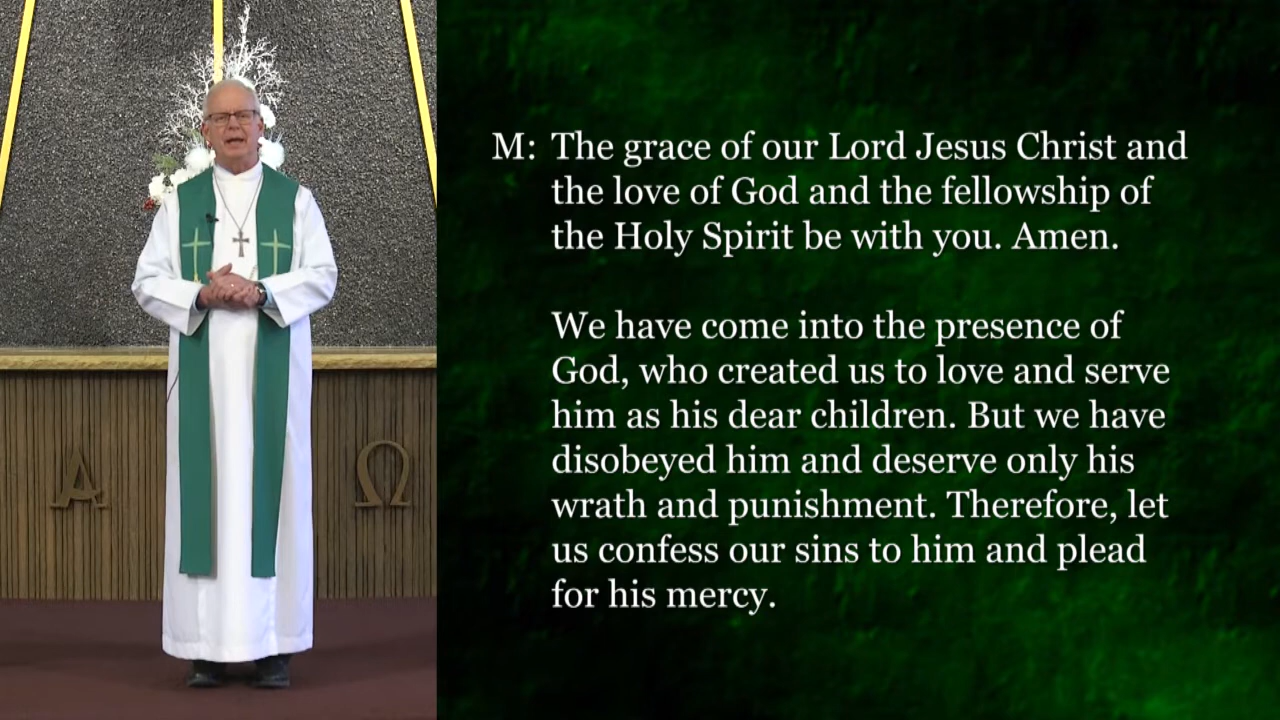 M: The grace of our Lord Jesus Christ and
the love of God and the fellowship of
the Holy Spirit be with you. Amen.
We have come into the presence of
God, who created us to love and serve
him as his dear children. But we have
disobeyed him and deserve only his
wrath and punishment. Therefore, let
us confess our sins to him and plead
for his mercy.
Α Ω